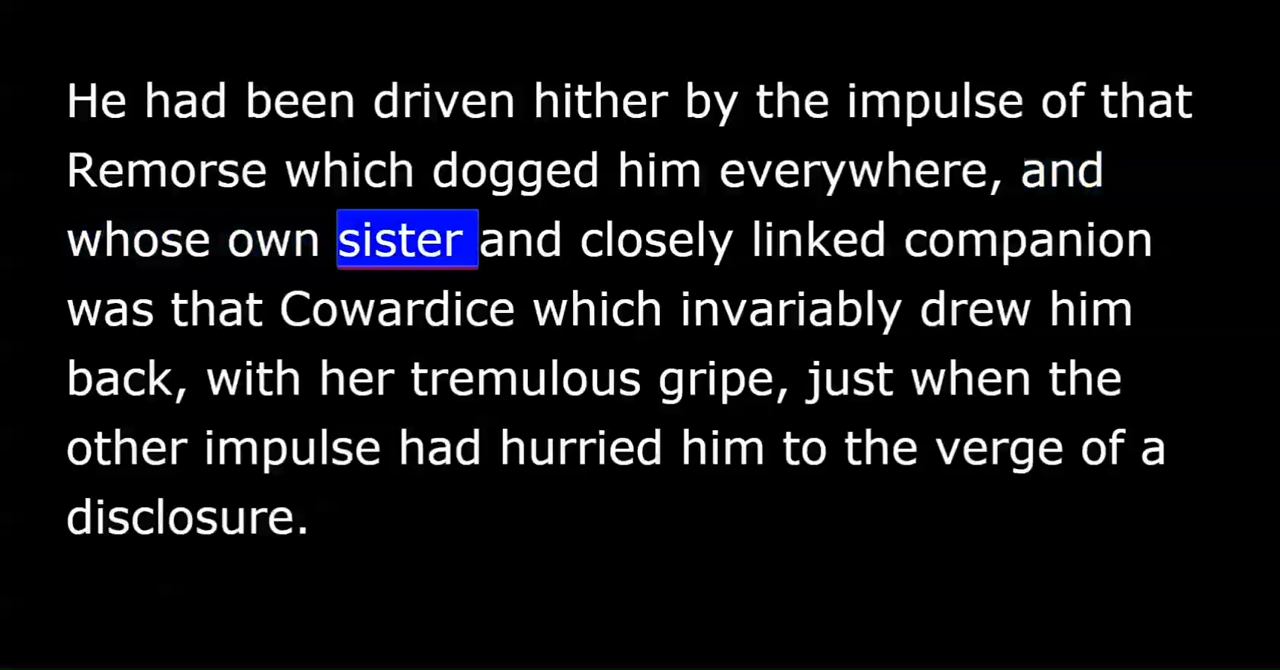 He had been driven hither by the impulse of that
Remorse which dogged him everywhere, and
whose own sister and closely linked companion
was that Cowardice which invariably drew him
back, with her tremulous gripe, just when the
other impulse had hurried him to the verge of a
disclosure.